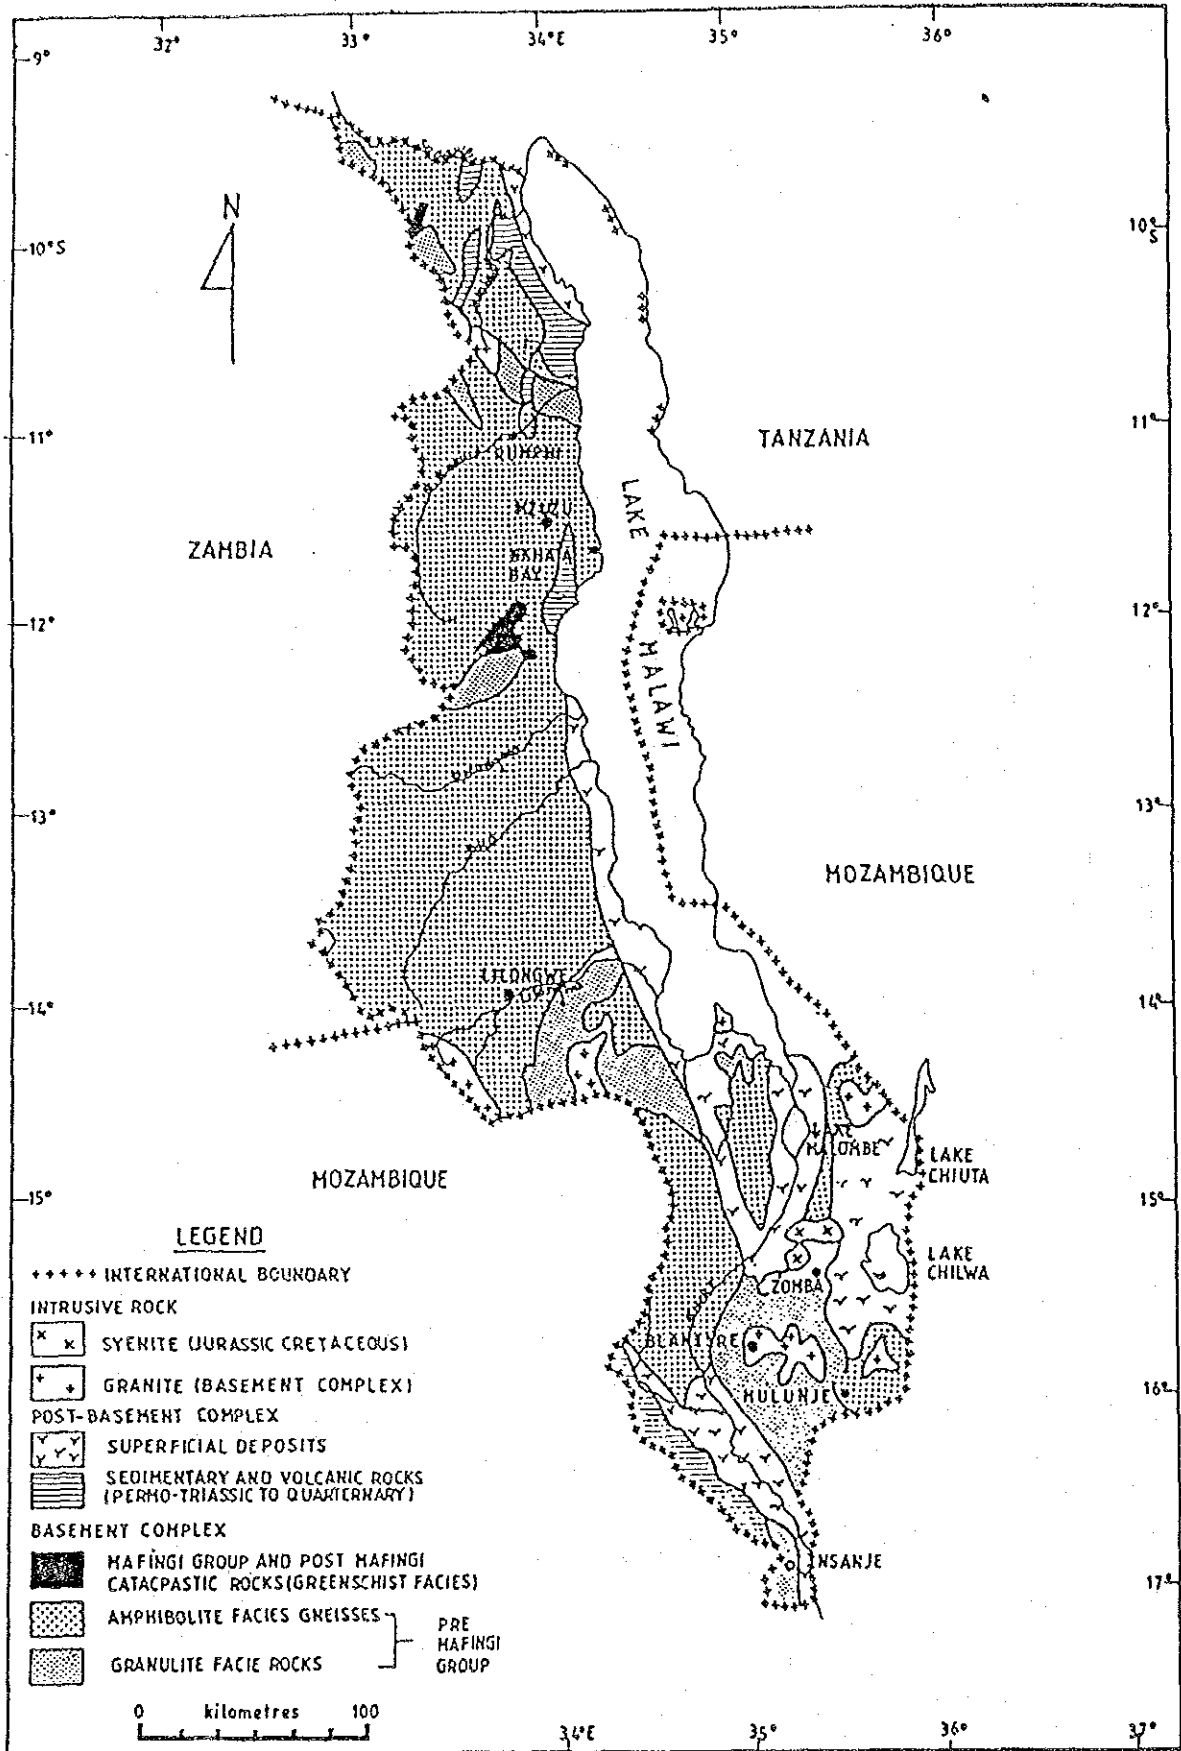 32° 33° 34°E 35° 36°
9°
N
10°S
10°S
11°
11°
TANZANIA
RUMPHI
LAKE
MZUZU
ZAMBIA
NKHATA
BAY
12°
12°
MALAWI
13°
13°
MOZAMBIQUE
LILONGWE
14°
14°
LAKE
MALOMBE
LAKE
CHIUTA
MOZAMBIQUE
15°
15°
LEGEND
LAKE
CHILWA
INTERNATIONAL BOUNDARY
ZOMBA
INTRUSIVE ROCK
SYENITE (JURASSIC CRETACEOUS)
BLANTYRE
GRANITE (BASEMENT COMPLEX)
MULUNJE
16°
POST-BASEMENT COMPLEX
SUPERFICIAL DEPOSITS
SEDIMENTARY AND VOLCANIC ROCKS
(PERMO-TRIASSIC TO QUARTERNARY)
BASEMENT COMPLEX
MAFINGI GROUP AND POST MAFINGI
CATACPASTIC ROCKS (GREENSCHIST FACIES)
NSANJE
17°
AMPHIBOLITE FACIES GNEISSES
GRANULITE FACIE ROCKS
PRE
MAFINGI
GROUP
0 kilometres 100
34°E 35° 36° 37°